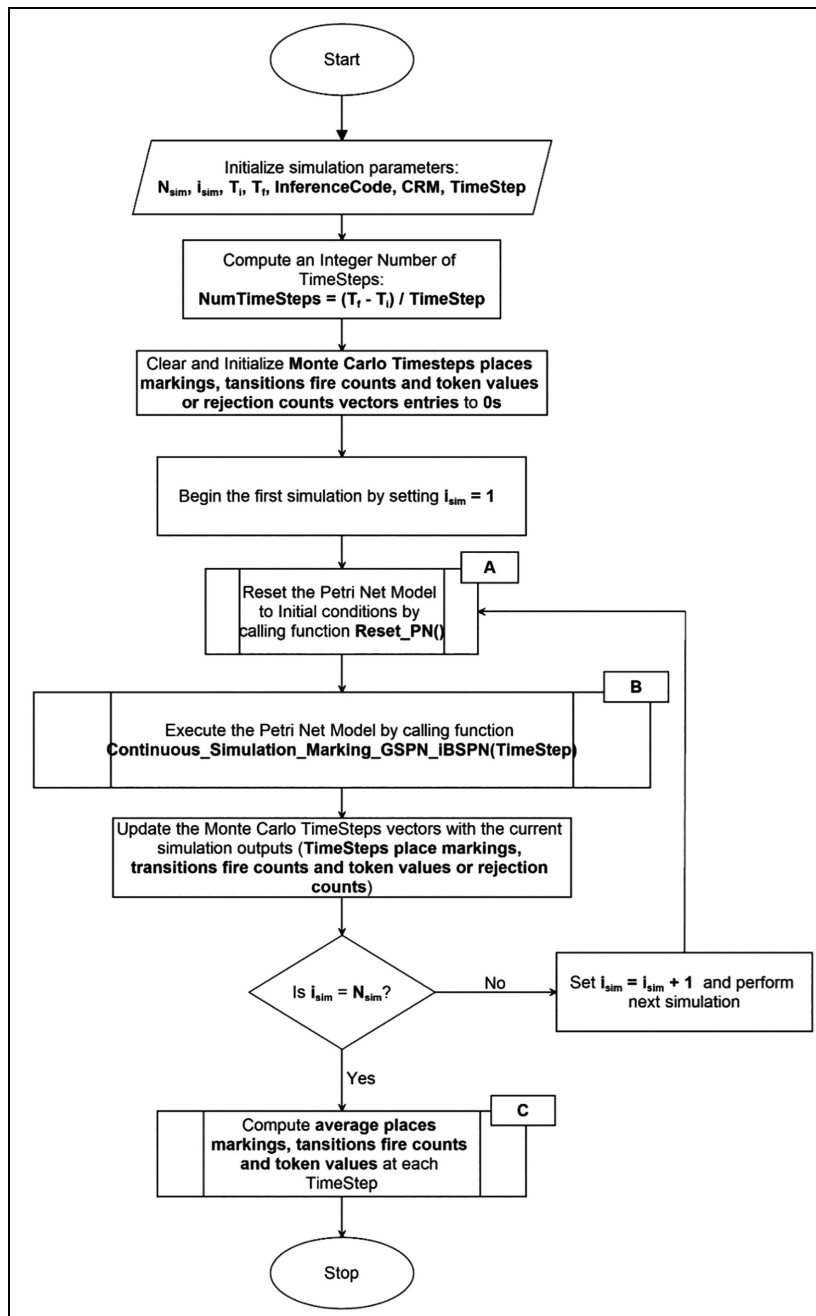 Start
Initialize simulation parameters:
Nsim, isim, Ti, Tf, InferenceCode, CRM, TimeStep
Compute an Integer Number of
TimeSteps:
NumTimeSteps = (Tf - Ti) / TimeStep
Clear and Initialize Monte Carlo Timesteps places
markings, tansitions fire counts and token values
or rejection counts vectors entries to 0s
Begin the first simulation by setting isim = 1
A
Reset the Petri Net Model
to Initial conditions by
calling function Reset_PN()
B
Execute the Petri Net Model by calling function
Continuous_Simulation_Marking_GSPN_iBSPN(TimeStep)
Update the Monte Carlo TimeSteps vectors with the current
simulation outputs (TimeSteps place markings,
transitions fire counts and token values or rejection
counts)
Is isim = Nsim?
No
Set isim = isim + 1 and perform
next simulation
Yes
C
Compute average places
markings, tansitions fire counts
and token values at each
TimeStep
Stop